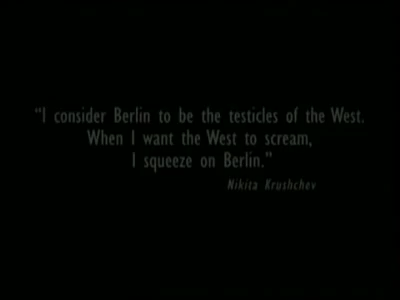 “I consider Berlin to be the testicles of the West.
When I want the West to scream,
I squeeze on Berlin.”
Nikita Krushchev